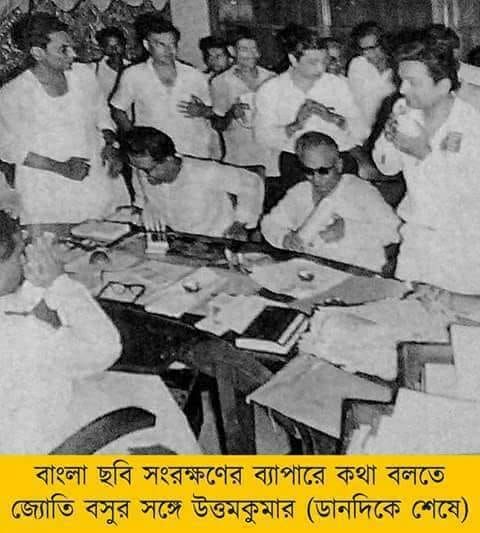 বাংলা ছবি সংরক্ষণের ব্যাপারে কথা বলতে
জ্যোতি বসুর সঙ্গে উত্তমকুমার (ডানদিকে শেষে)